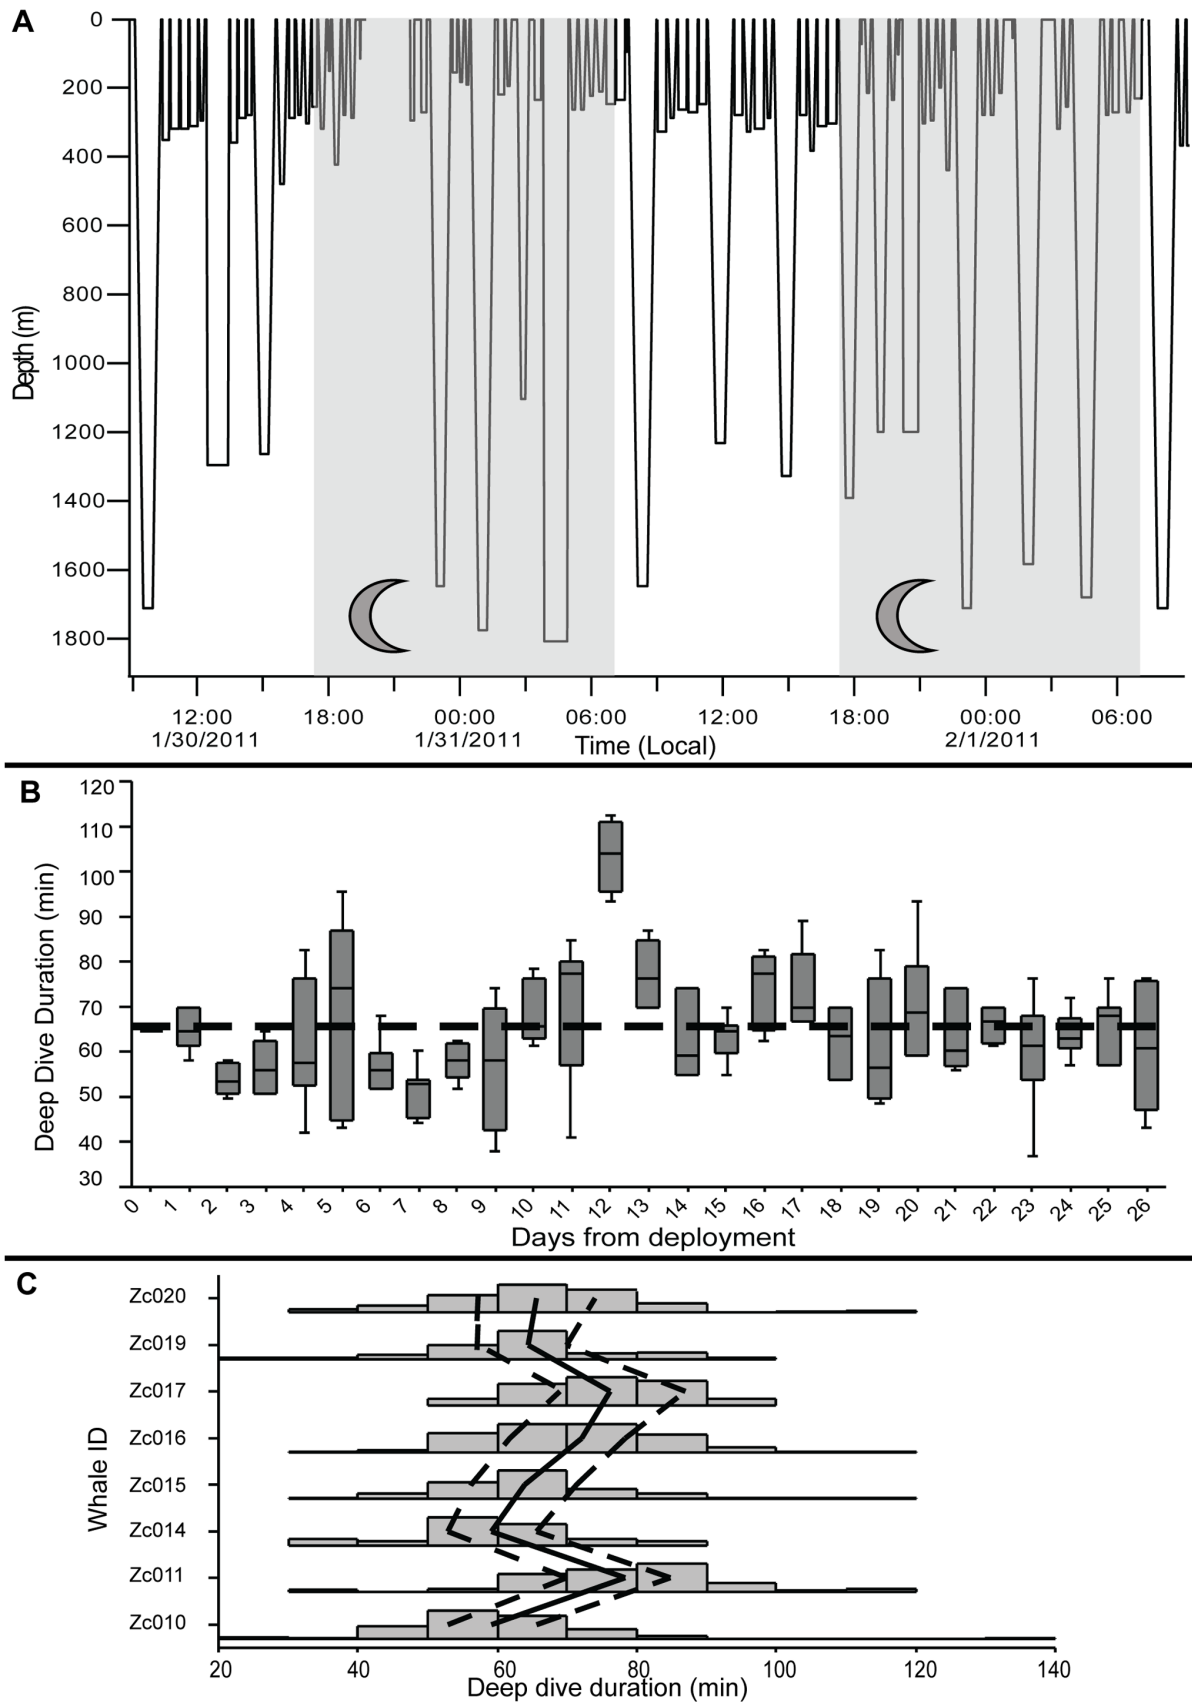 A
0
200
400
600
800
1000
1200
1400
1600
1800
Depth (m)
12:00 18:00 00:00 06:00 12:00 18:00 00:00 06:00
1/30/2011 1/31/2011 2/1/2011
Time (Local)
B
120
110
100
90
80
70
60
50
40
30
Deep Dive Duration (min)
0 1 2 3 4 5 6 7 8 9 10 11 12 13 14 15 16 17 18 19 20 21 22 23 24 25 26
Days from deployment
C
Zc020
Zc019
Zc017
Zc016
Zc015
Zc014
Zc011
Zc010
Whale ID
20 40 60 80 100 120 140
Deep dive duration (min)